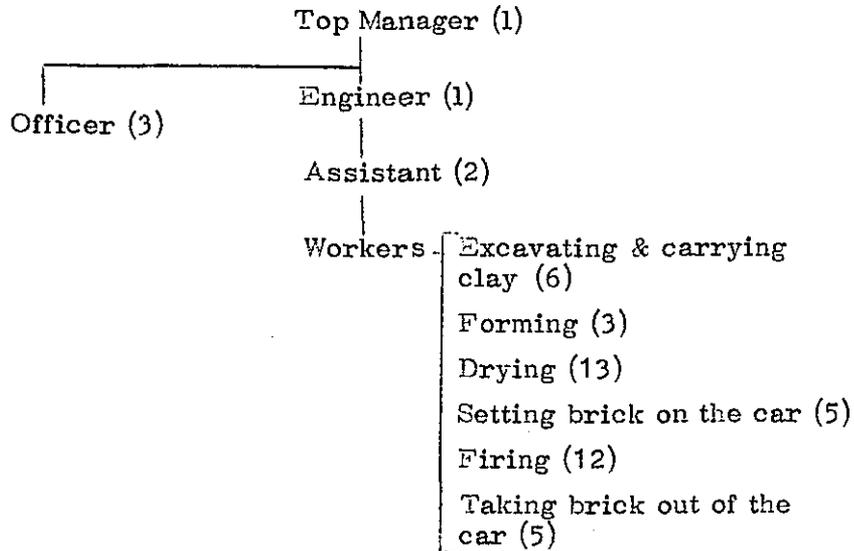 Top Manager (1)
Engineer (1)
Officer (3)
Assistant (2)
Workers
Excavating & carrying
clay (6)
Forming (3)
Drying (13)
Setting brick on the car (5)
Firing (12)
Taking brick out of the
car (5)